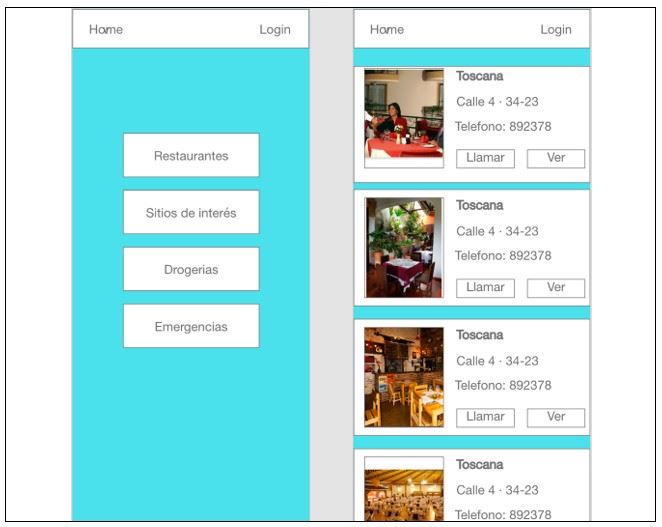 Home Login
Restaurantes
Sitios de interés
Drogerias
Emergencias
Home Login
Toscana
Calle 4 · 34-23
Telefono: 892378
Llamar Ver
Toscana
Calle 4 · 34-23
Telefono: 892378
Llamar Ver
Toscana
Calle 4 · 34-23
Telefono: 892378
Llamar Ver
Toscana
Calle 4 · 34-23
Telefono: 892378